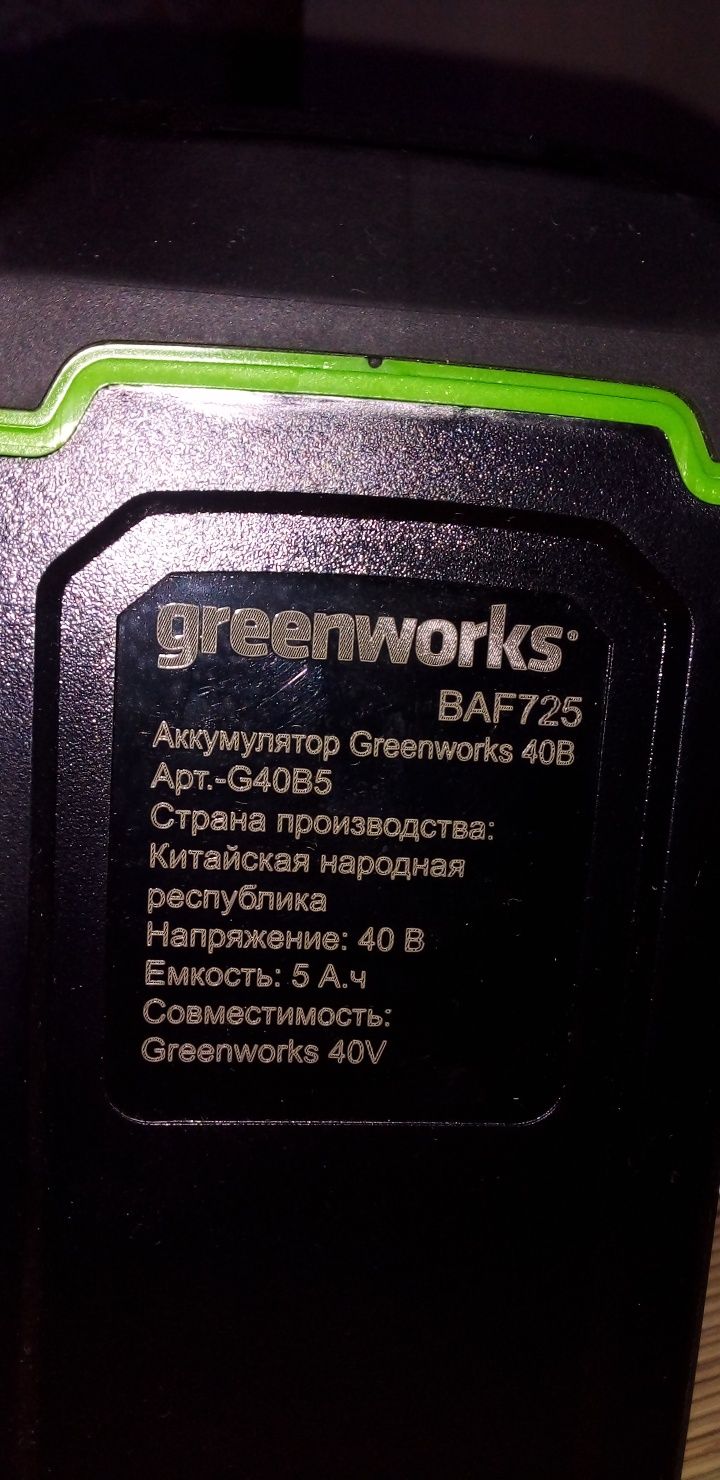 greenworks®
BAF725
Аккумулятор Greenworks 40В
Арт.-G40B5
Страна производства:
Китайская народная
республика
Напряжение: 40 В
Емкость: 5 А.ч
Совместимость:
Greenworks 40V